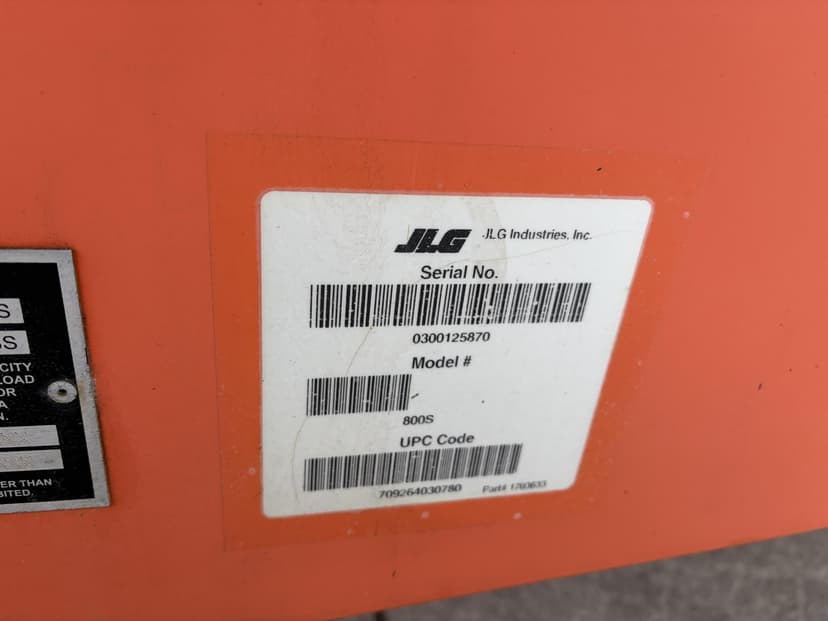 JLG JLG Industries, Inc.
Serial No.
0300125870
Model #
800S
UPC Code
709264030780 Part# 1703633
S
SS
CITY
LOAD
OR
A
N.
ER THAN
BITED.